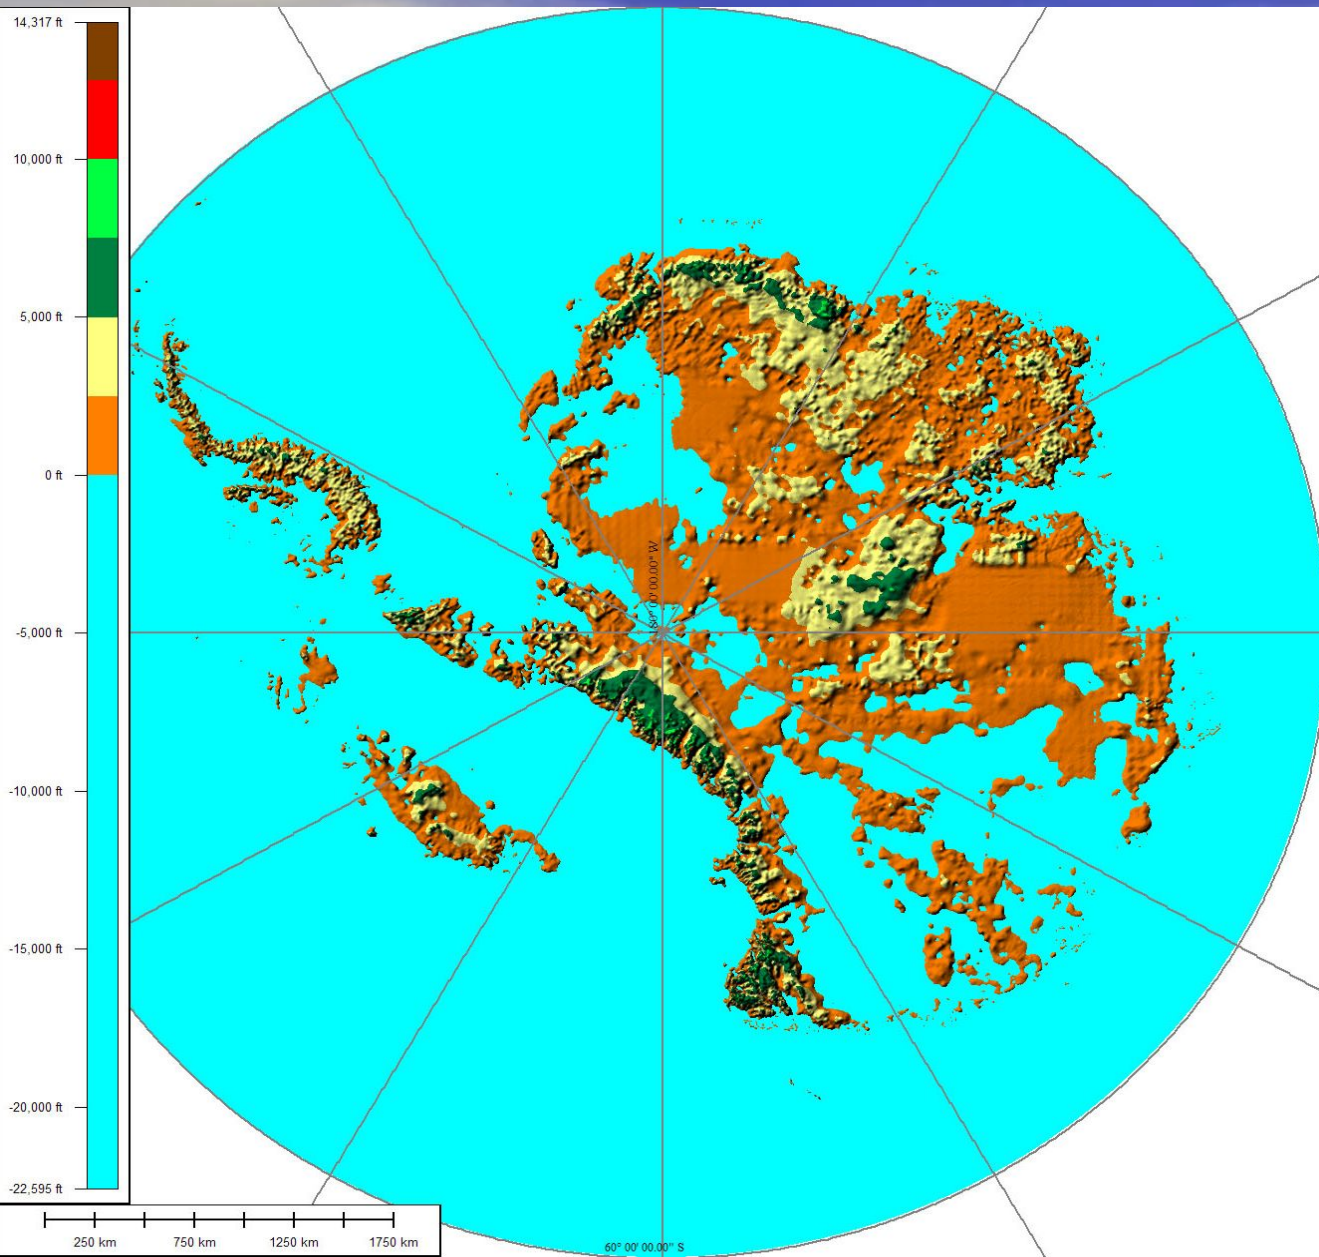 14,317 ft
10,000 ft
5,000 ft
0 ft
-5,000 ft
-10,000 ft
-15,000 ft
-20,000 ft
-22,595 ft
250 km
750 km
1250 km
1750 km
60° 00' 00.00" S